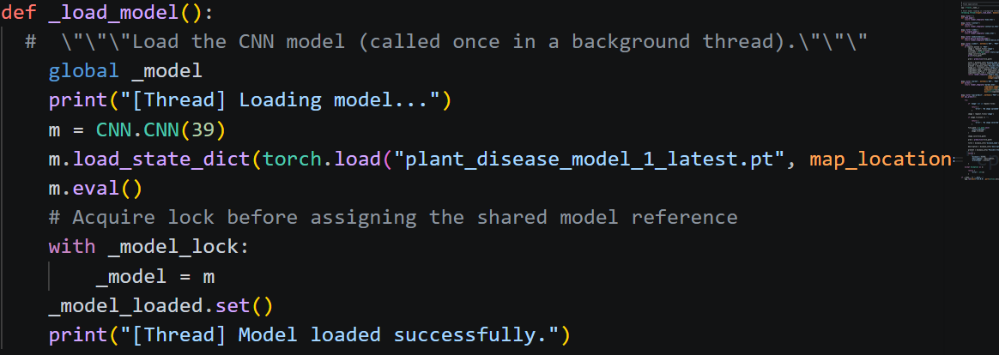 def _load_model():
  #  \"\"\"Load the CNN model (called once in a background thread).\"\"\"
    global _model
    print("[Thread] Loading model...")
    m = CNN.CNN(39)
    m.load_state_dict(torch.load("plant_disease_model_1_latest.pt", map_location
    m.eval()
    # Acquire lock before assigning the shared model reference
    with _model_lock:
        _model = m
    _model_loaded.set()
    print("[Thread] Model loaded successfully.")